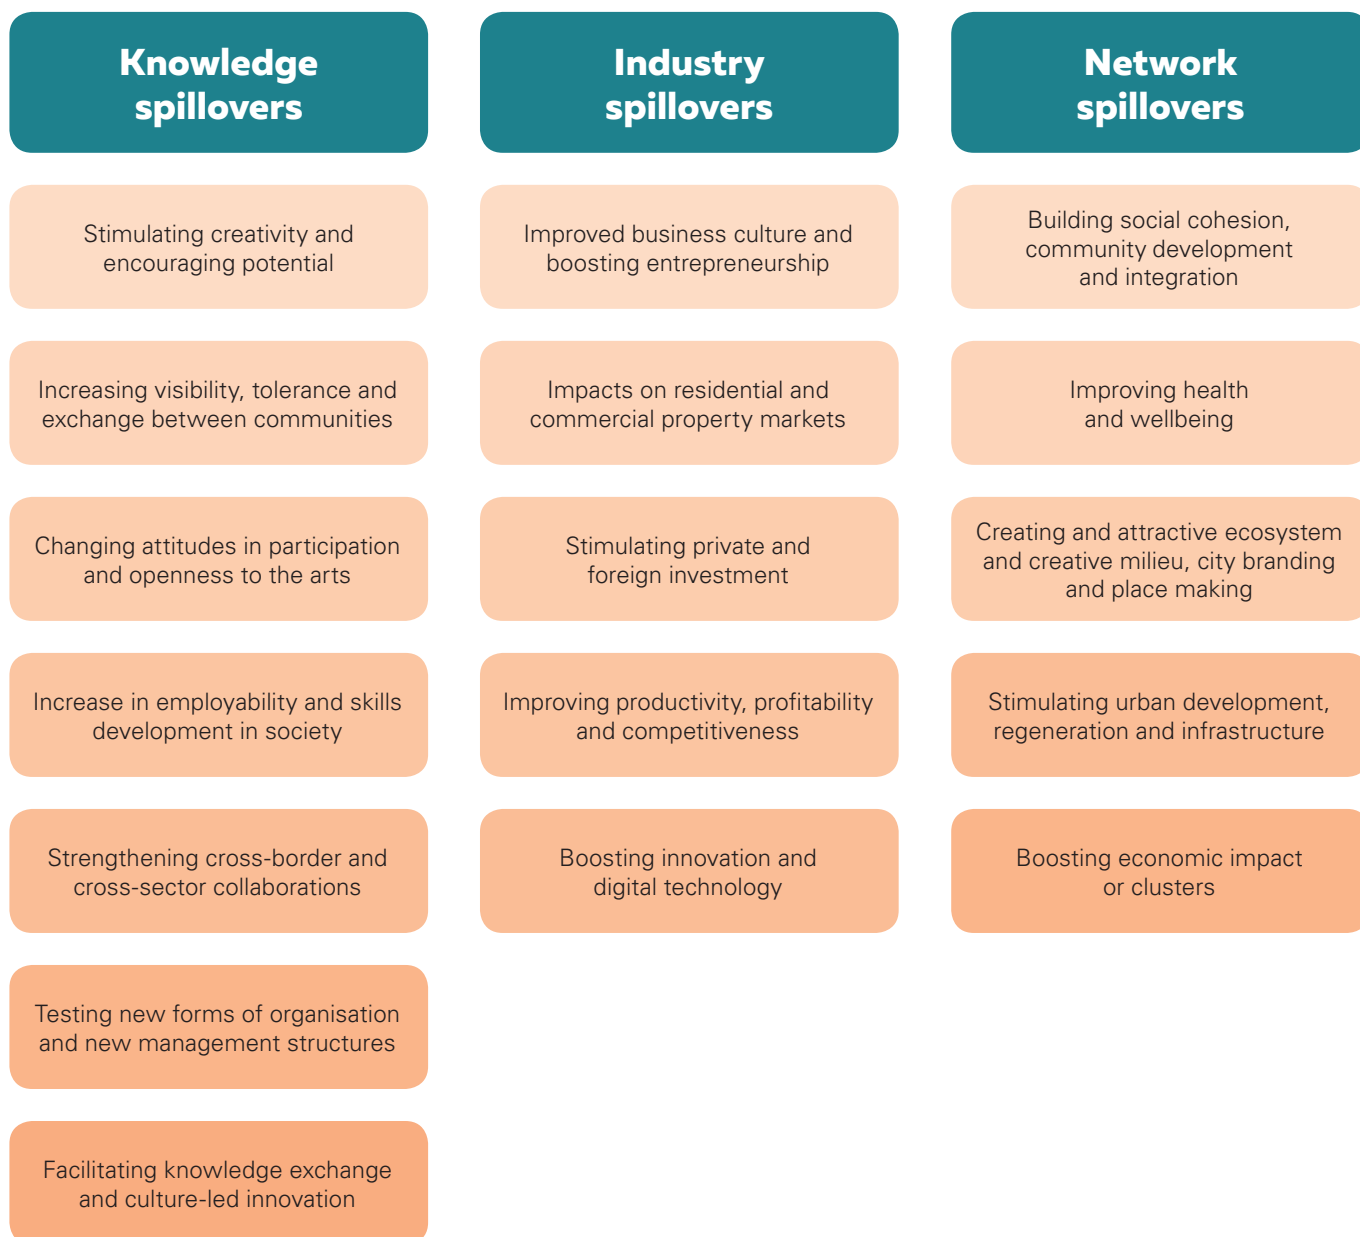 Knowledge
spillovers
Stimulating creativity and
encouraging potential
Increasing visibility, tolerance and
exchange between communities
Changing attitudes in participation
and openness to the arts
Increase in employability and skills
development in society
Strengthening cross-border and
cross-sector collaborations
Testing new forms of organisation
and new management structures
Facilitating knowledge exchange
and culture-led innovation
Industry
spillovers
Improved business culture and
boosting entrepreneurship
Impacts on residential and
commercial property markets
Stimulating private and
foreign investment
Improving productivity, profitability
and competitiveness
Boosting innovation and
digital technology
Network
spillovers
Building social cohesion,
community development
and integration
Improving health
and wellbeing
Creating and attractive ecosystem
and creative milieu, city branding
and place making
Stimulating urban development,
regeneration and infrastructure
Boosting economic impact
or clusters